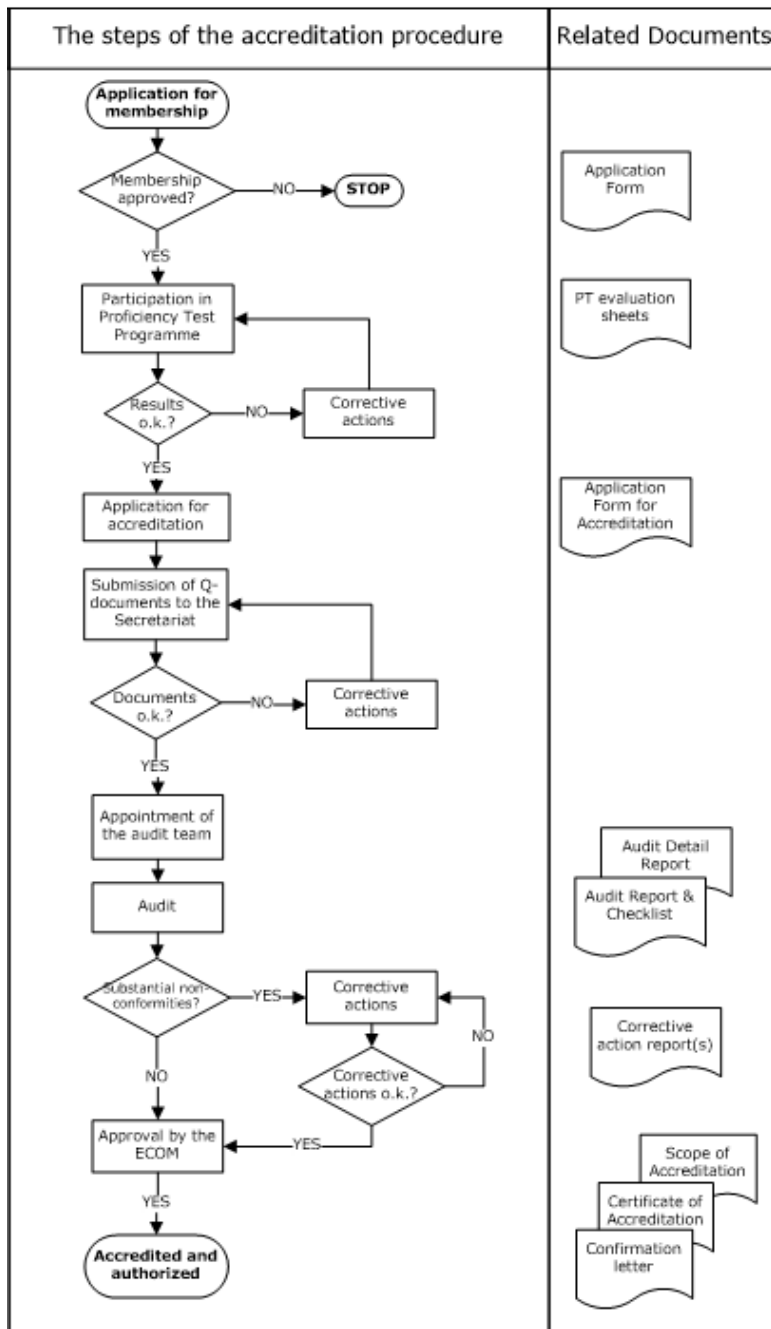 The steps of the accreditation procedure
Related Documents
Application for
membership
Membership
approved?
NO
STOP
Application
Form
YES
Participation in
Proficiency Test
Programme
PT evaluation
sheets
Results
o.k.?
NO
Corrective
actions
YES
Application for
accreditation
Application
Form for
Accreditation
Submission of Q-
documents to the
Secretariat
Documents
o.k.?
NO
Corrective
actions
YES
Appointment of
the audit team
Audit Detail
Report
Audit
Audit Report &
Checklist
Substantial non-
conformities?
YES
Corrective
actions
NO
Corrective
action report(s)
NO
Corrective
actions o.k.?
Approval by the
ECOM
YES
Scope of
Accreditation
YES
Certificate of
Accreditation
Accredited and
authorized
Confirmation
letter